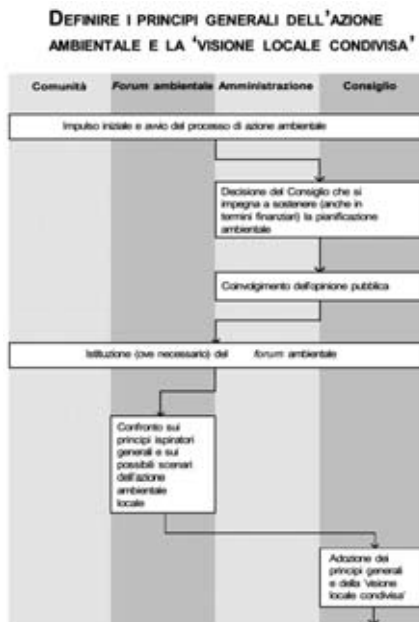 DEFINIRE I PRINCIPI GENERALI DELL'AZIONE
AMBIENTALE E LA 'VISIONE LOCALE CONDIVISA'
Comunità Forum ambientale Amministrazione Consiglio
Impulso iniziale e avvio del processo di azione ambientale
Decisione del Consiglio che si
impegna a sostenere (anche in
termini finanziari) la pianificazione
ambientale
Coinvolgimento dell'opinione pubblica
Istituzione (ove necessario) del forum ambientale
Confronto sui
principi ispiratori
generali e sui
possibili scenari
dell'azione
ambientale
locale
Adozione dei
principi generali
e della 'visione
locale condivisa'